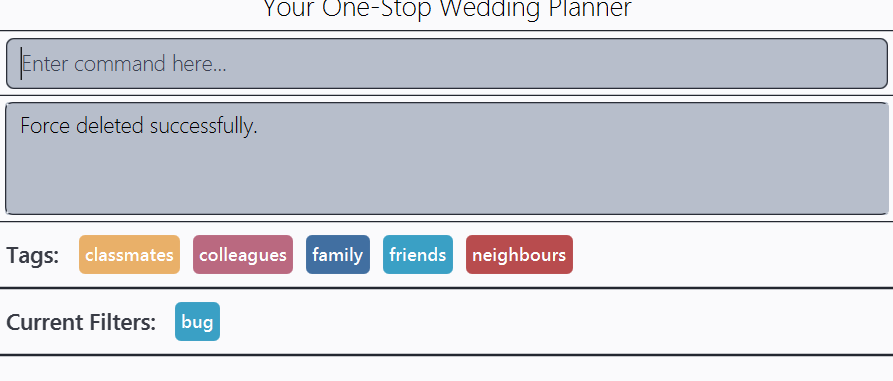 Your One-Stop Wedding Planner
Enter command here...
Force deleted successfully.
Tags: classmates colleagues family friends neighbours
Current Filters: bug